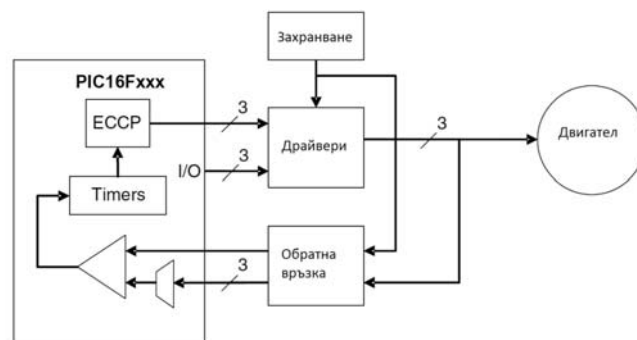 Захранване
PIC16Fxxx
3
ECCP
Драйвери
3
Двигател
I/O
3
Timers
Обратна
връзка
3